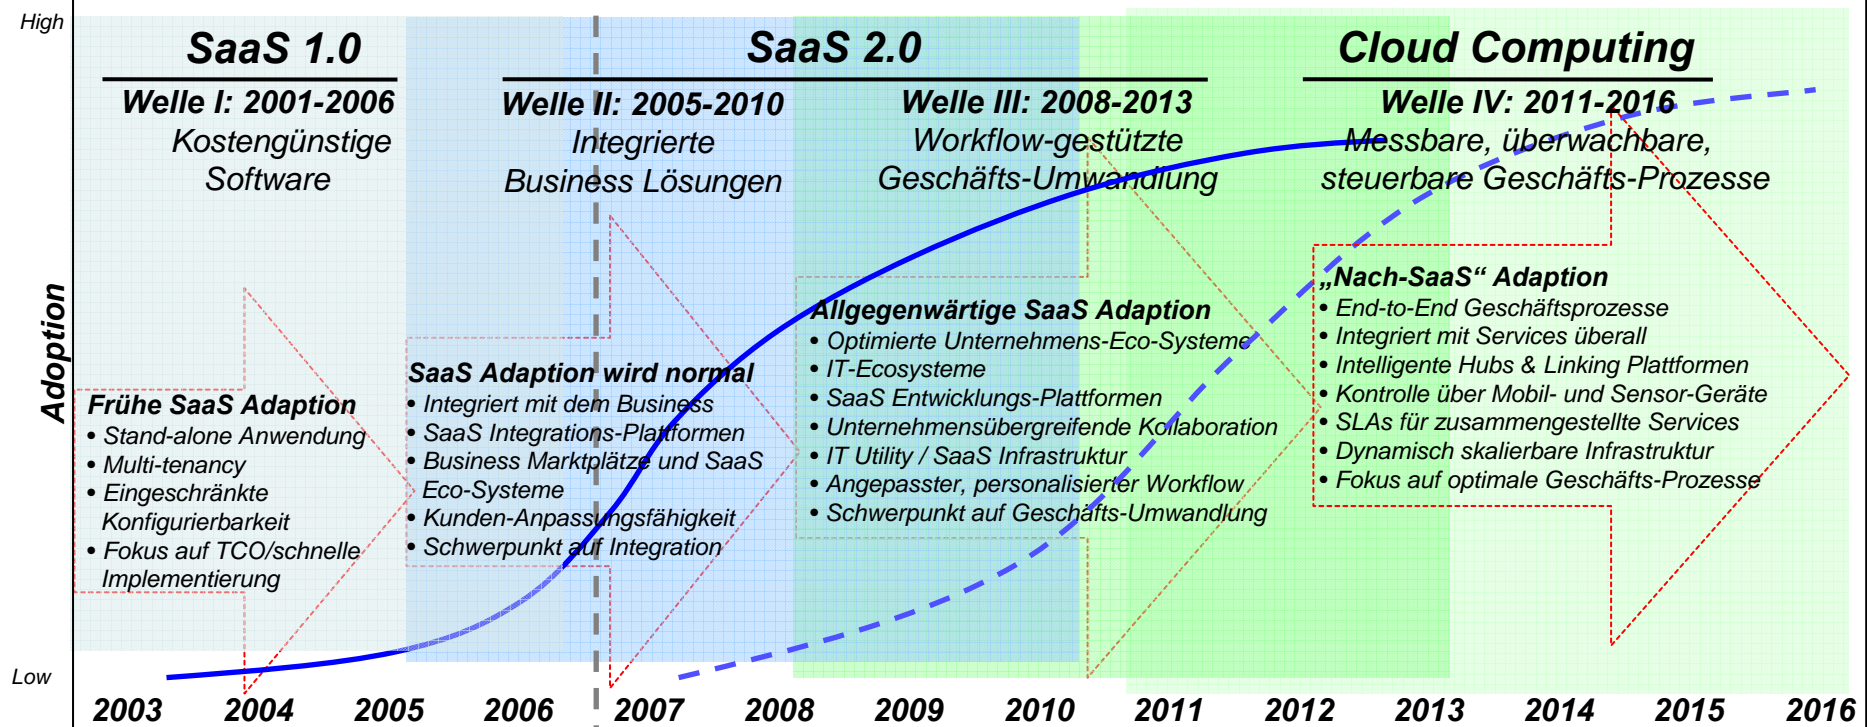 High
SaaS 1.0
SaaS 2.0
Cloud Computing
Welle I: 2001-2006
Kostengünstige
Software
Welle II: 2005-2010
Integrierte
Business Lösungen
Welle III: 2008-2013
Workflow-gestützte
Geschäfts-Umwandlung
Welle IV: 2011-2016
Messbare, überwachbare,
steuerbare Geschäfts-Prozesse
Adoption
Frühe SaaS Adaption
• Stand-alone Anwendung
• Multi-tenancy
• Eingeschränkte
Konfigurierbarkeit
• Fokus auf TCO/schnelle
Implementierung
SaaS Adaption wird normal
• Integriert mit dem Business
• SaaS Integrations-Plattformen
• Business Marktplätze und SaaS
Eco-Systeme
• Kunden-Anpassungsfähigkeit
• Schwerpunkt auf Integration
Allgegenwärtige SaaS Adaption
• Optimierte Unternehmens-Eco-Systeme
• IT-Ecosysteme
• SaaS Entwicklungs-Plattformen
• Unternehmensübergreifende Kollaboration
• IT Utility / SaaS Infrastruktur
• Angepasster, personalisierter Workflow
• Schwerpunkt auf Geschäfts-Umwandlung
„Nach-SaaS“ Adaption
• End-to-End Geschäftsprozesse
• Integriert mit Services überall
• Intelligente Hubs & Linking Plattformen
• Kontrolle über Mobil- und Sensor-Geräte
• SLAs für zusammengestellte Services
• Dynamisch skalierbare Infrastruktur
• Fokus auf optimale Geschäfts-Prozesse
Low
2003 2004 2005 2006 2007 2008 2009 2010 2011 2012 2013 2014 2015 2016